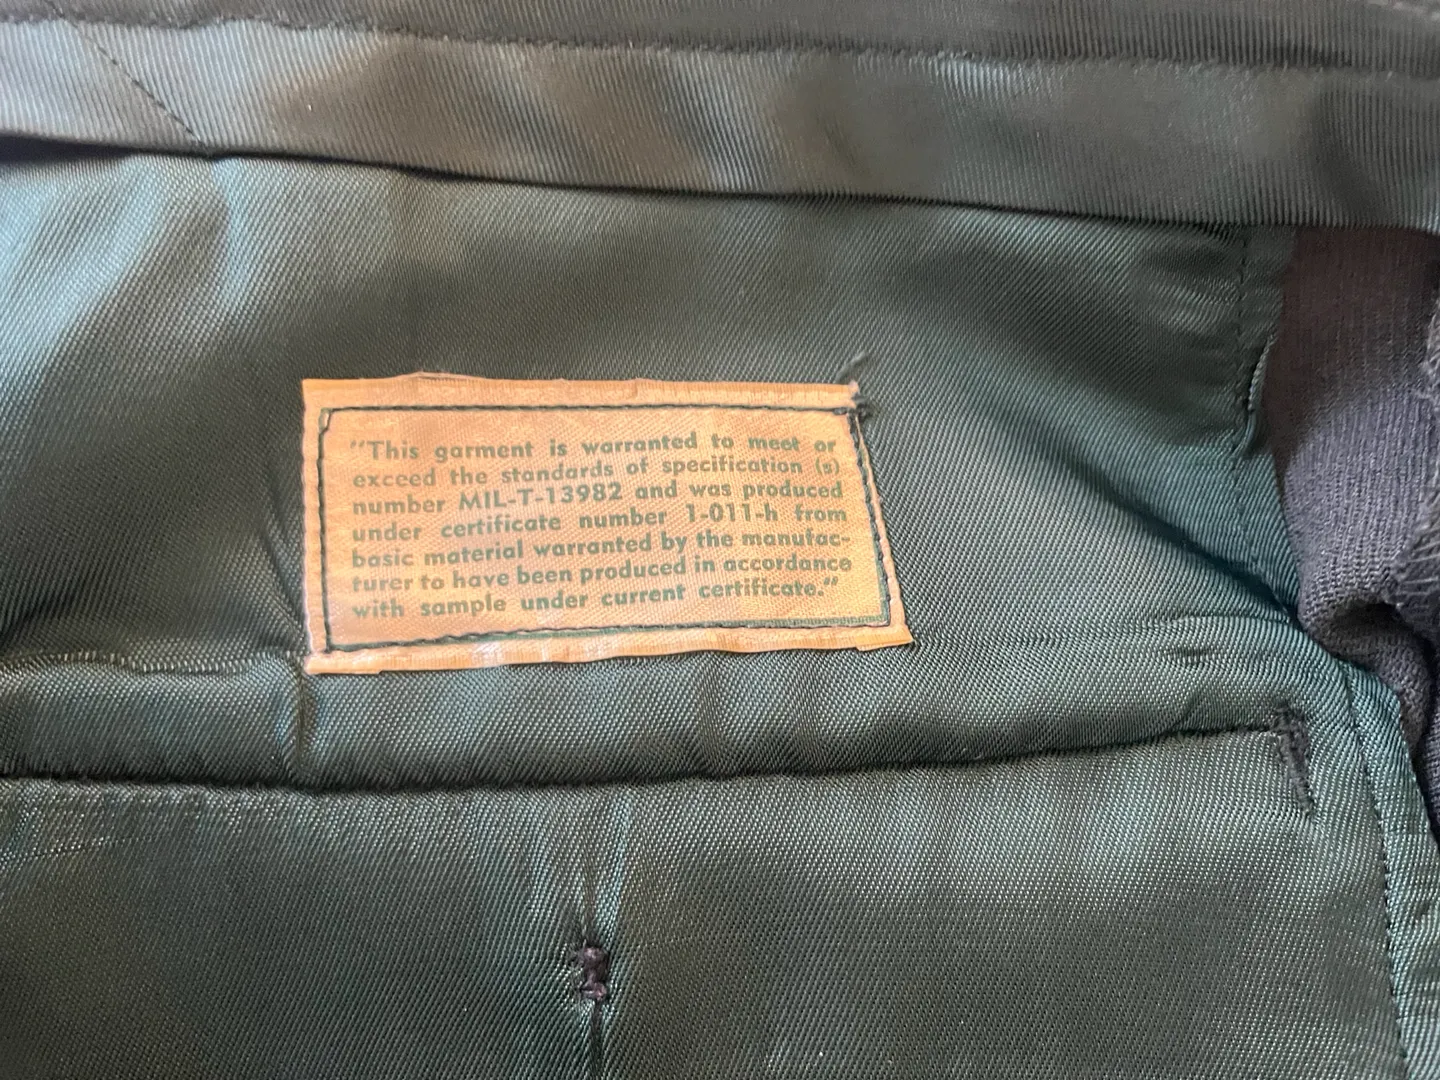 "This garment is warranted to meet or
exceed the standards of specification (s)
number MIL-T-13982 and was produced
under certificate number 1-011-h from
basic material warranted by the manufac-
turer to have been produced in accordance
with sample under current certificate."